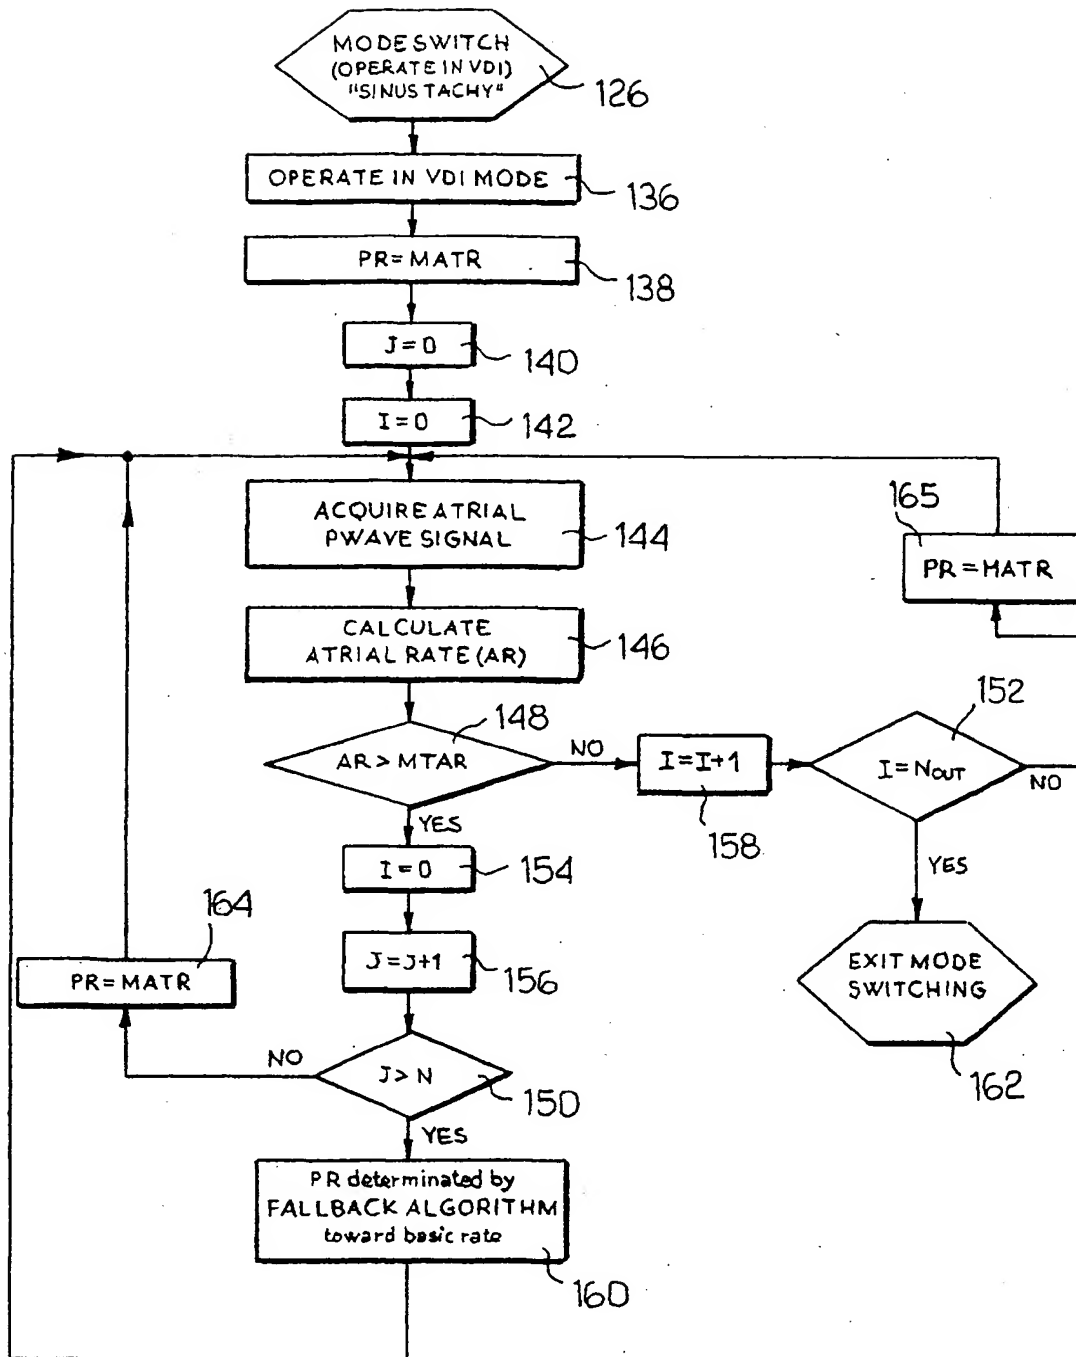 MODE SWITCH
(OPERATE IN VDI)
"SINUS TACHY"
126
OPERATE IN VDI MODE
136
PR=MATR
138
J=0
140
I=0
142
ACQUIRE ATRIAL
PWAVE SIGNAL
144
165
PR=MATR
CALCULATE
ATRIAL RATE (AR)
146
148
AR > MTAR
NO
I=I+1
158
152
I=NOUT
NO
YES
YES
I=0
154
164
PR=MATR
J=J+1
156
EXIT MODE
SWITCHING
162
NO
J>N
150
YES
PR determinated by
FALLBACK ALGORITHM
toward basic rate
160